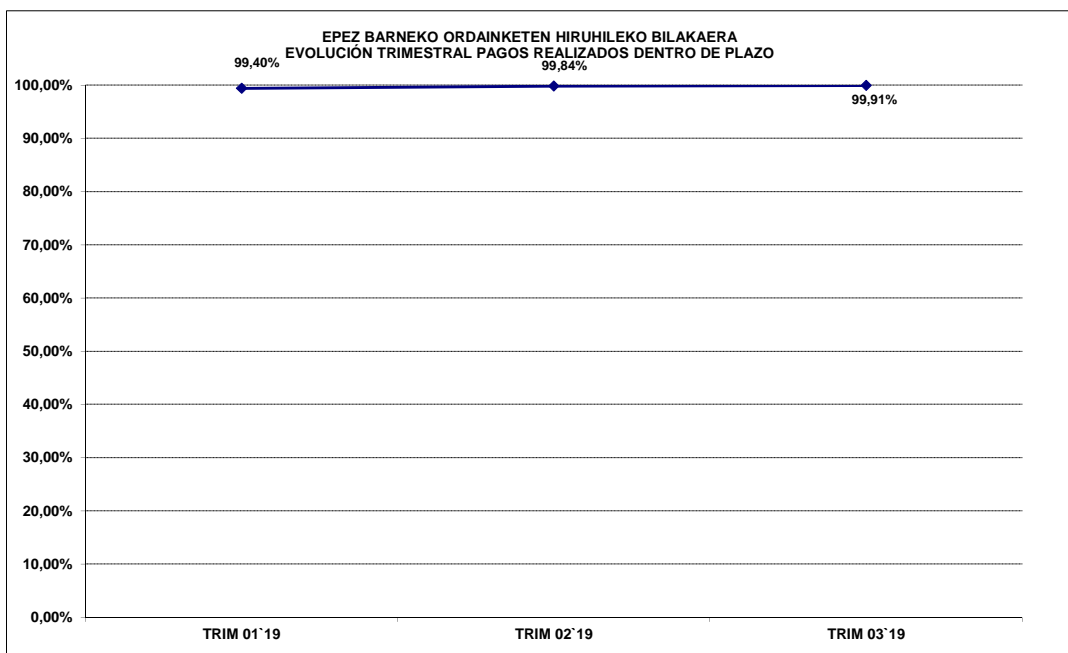 EPEZ BARNEKO ORDAINKETEN HIRUHILEKO BILAKAERA
EVOLUCIÓN TRIMESTRAL PAGOS REALIZADOS DENTRO DE PLAZO
99,40%
99,84%
99,91%
100,00%
90,00%
80,00%
70,00%
60,00%
50,00%
40,00%
30,00%
20,00%
10,00%
0,00%
TRIM 01`19
TRIM 02`19
TRIM 03`19